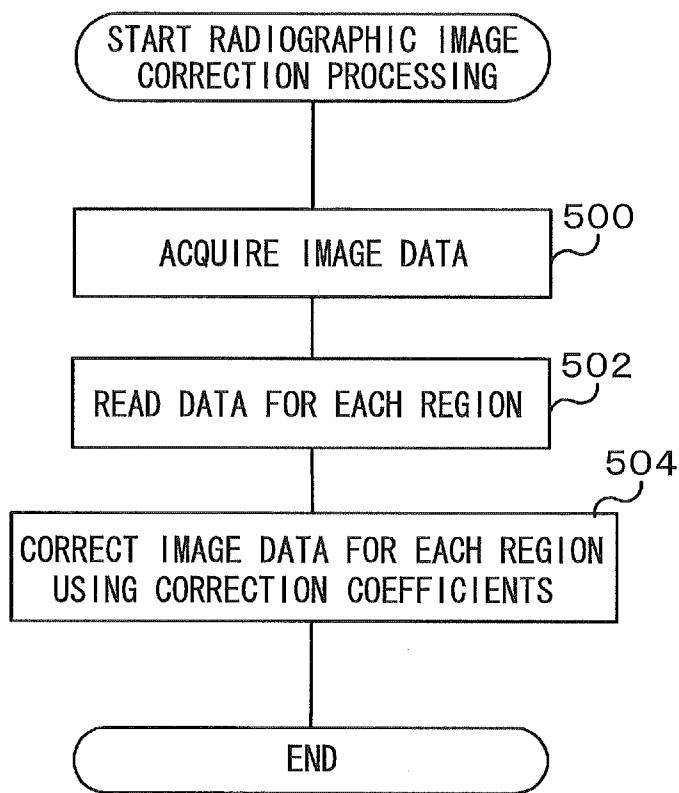 START RADIOGRAPHIC IMAGE
CORRECTION PROCESSING
500
ACQUIRE IMAGE DATA
502
READ DATA FOR EACH REGION
504
CORRECT IMAGE DATA FOR EACH REGION
USING CORRECTION COEFFICIENTS
END